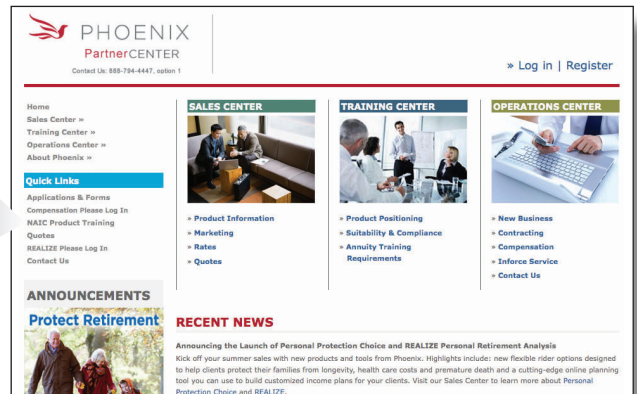 PHOENIX
PartnerCENTER
Contact Us: 888-794-4447, option 1
» Log in | Register
Home
Sales Center »
Training Center »
Operations Center »
About Phoenix »
Quick Links
Applications & Forms
Compensation Please Log In
NAIC Product Training
Quotes
REALIZE Please Log In
Contact Us
ANNOUNCEMENTS
Protect Retirement
SALES CENTER
» Product Information
» Marketing
» Rates
» Quotes
TRAINING CENTER
» Product Positioning
» Suitability & Compliance
» Annuity Training
Requirements
OPERATIONS CENTER
» New Business
» Contracting
» Compensation
» Inforce Service
» Contact Us
RECENT NEWS
Announcing the Launch of Personal Protection Choice and REALIZE Personal Retirement Analysis
Kick off your summer sales with new products and tools from Phoenix. Highlights include: new flexible rider options designed
to help clients protect their families from longevity, health care costs and premature death and a cutting-edge online planning
tool you can use to build customized income plans for your clients. Visit our Sales Center to learn more about Personal
Protection Choice and REALIZE.